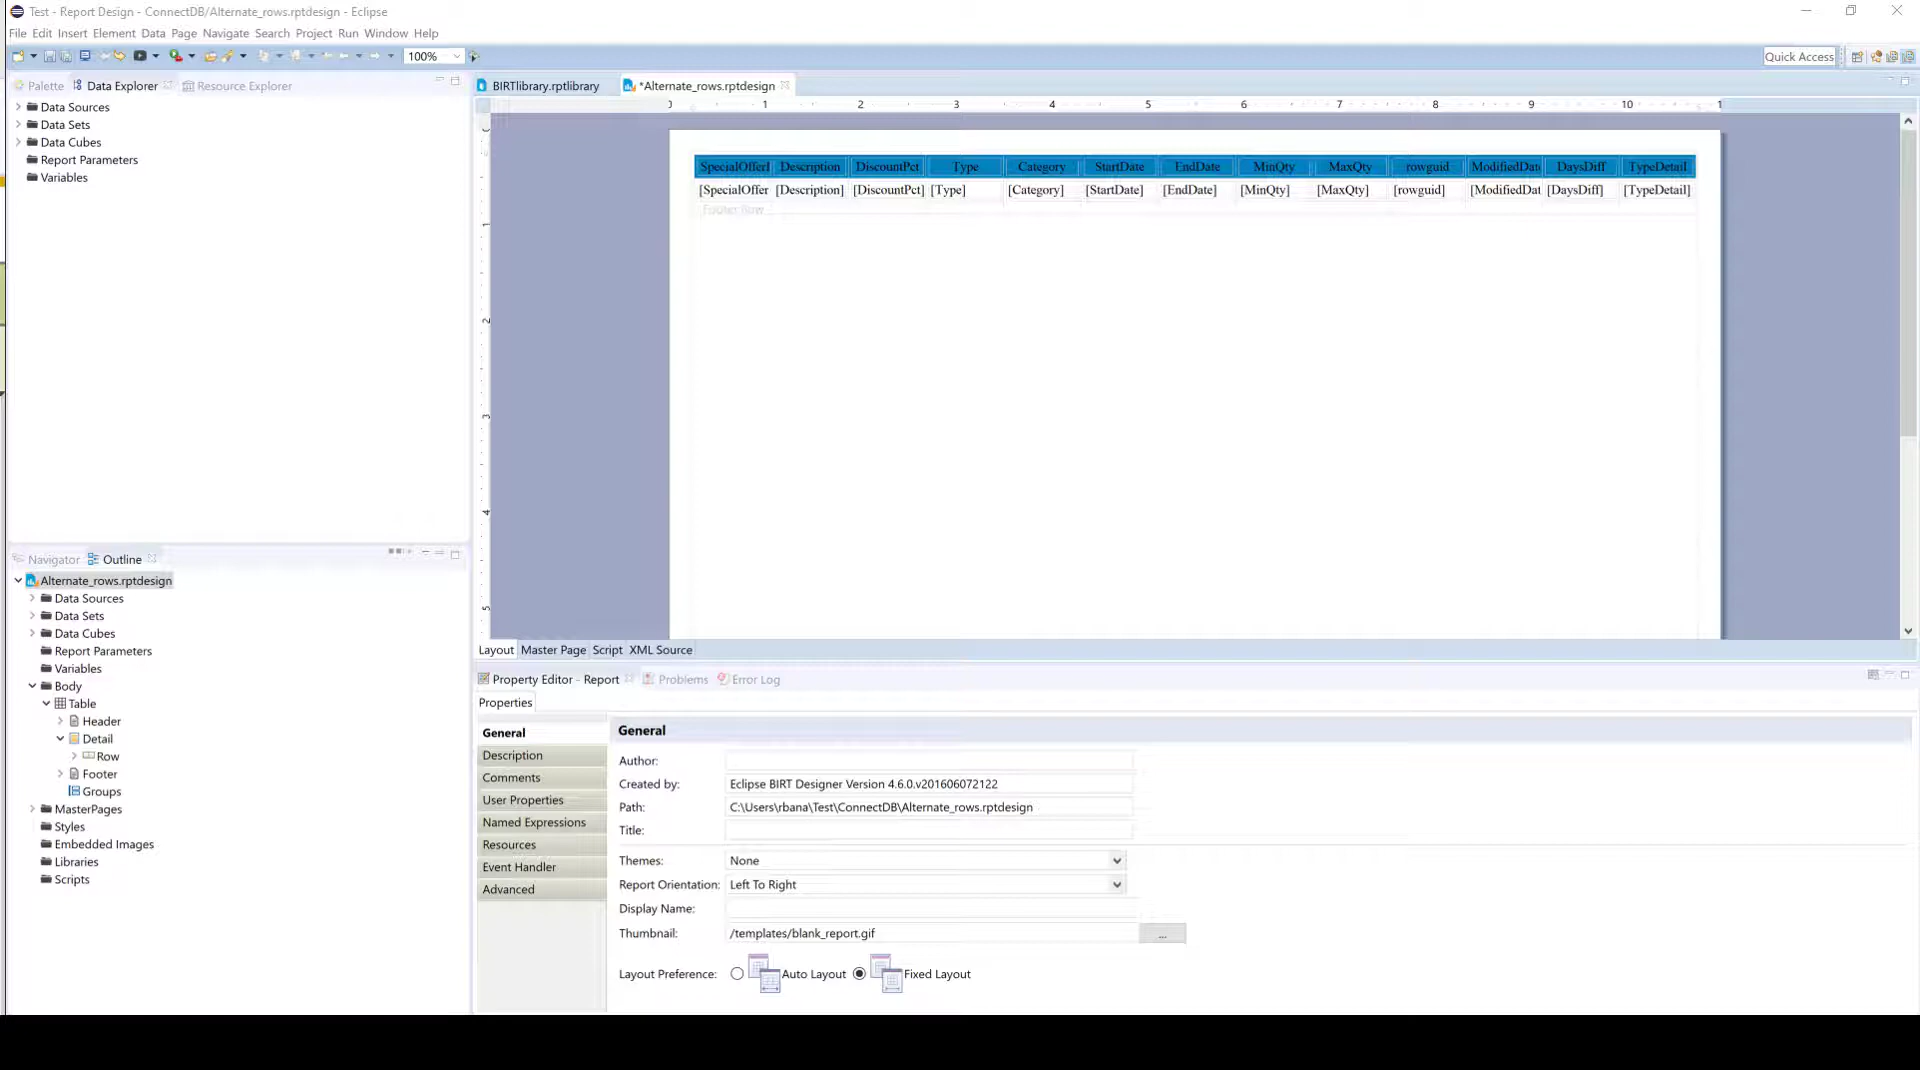 Test - Report Design - ConnectDB/Alternate_rows.rptdesign - Eclipse
File Edit Insert Element Data Page Navigate Search Project Run Window Help
100%
Quick Access
Palette Data Explorer Resource Explorer
Data Sources
Data Sets
Data Cubes
Report Parameters
Variables
BIRTlibrary.rptlibrary *Alternate_rows.rptdesign
1 2 3 4 5 6 7 8 9 10
SpecialOfferI Description DiscountPct Type Category StartDate EndDate MinQty MaxQty rowguid ModifiedDate DaysDiff TypeDetail
[SpecialOffer [Description] [DiscountPct] [Type] [Category] [StartDate] [EndDate] [MinQty] [MaxQty] [rowguid] [ModifiedDat [DaysDiff] [TypeDetail]
Footer Row
1
2
3
4
5
Layout Master Page Script XML Source
Navigator Outline
Alternate_rows.rptdesign
Data Sources
Data Sets
Data Cubes
Report Parameters
Variables
Body
Table
Header
Detail
Row
Footer
Groups
MasterPages
Styles
Embedded Images
Libraries
Scripts
Property Editor - Report Problems Error Log
Properties
General
Description
Comments
User Properties
Named Expressions
Resources
Event Handler
Advanced
General
Author:
Created by: Eclipse BIRT Designer Version 4.6.0.v201606072122
Path: C:\Users\rbana\Test\ConnectDB\Alternate_rows.rptdesign
Title:
Themes: None
Report Orientation: Left To Right
Display Name:
Thumbnail: /templates/blank_report.gif ...
Layout Preference: Auto Layout Fixed Layout